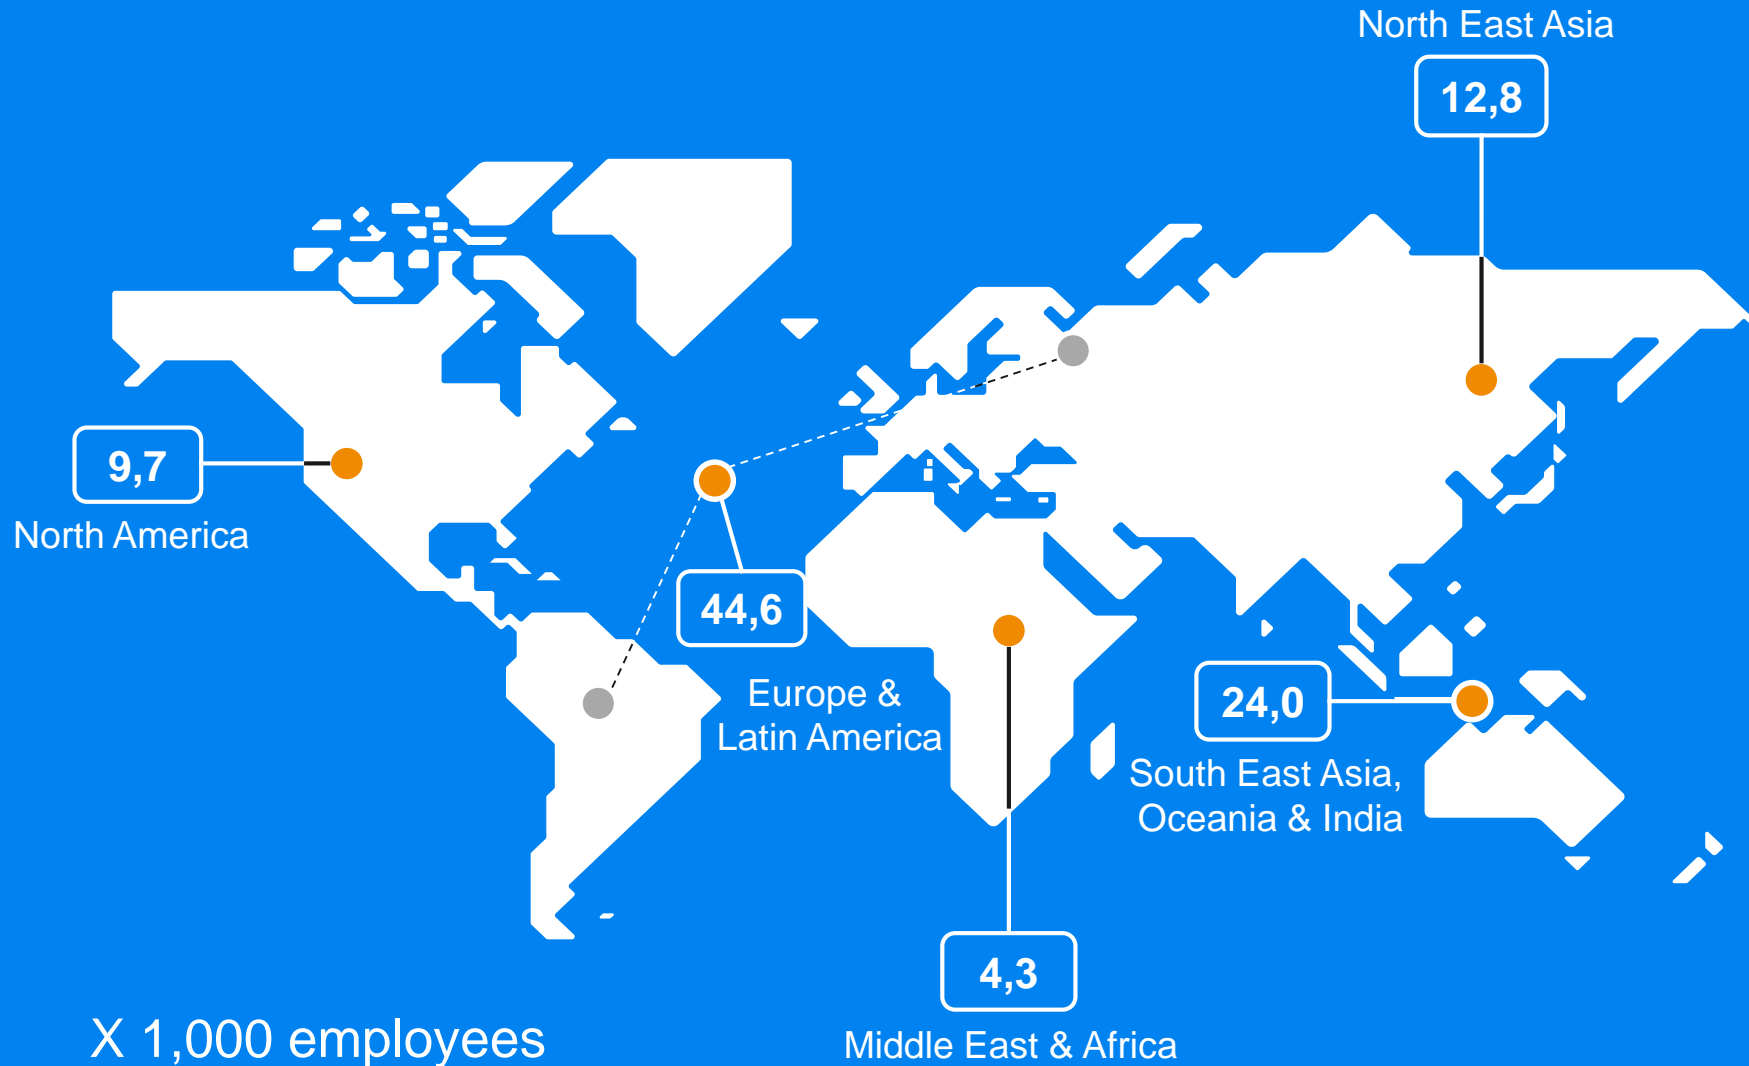 North East Asia
12,8
9,7
North America
44,6
Europe &
Latin America
24,0
South East Asia,
Oceania & India
4,3
Middle East & Africa
X 1,000 employees